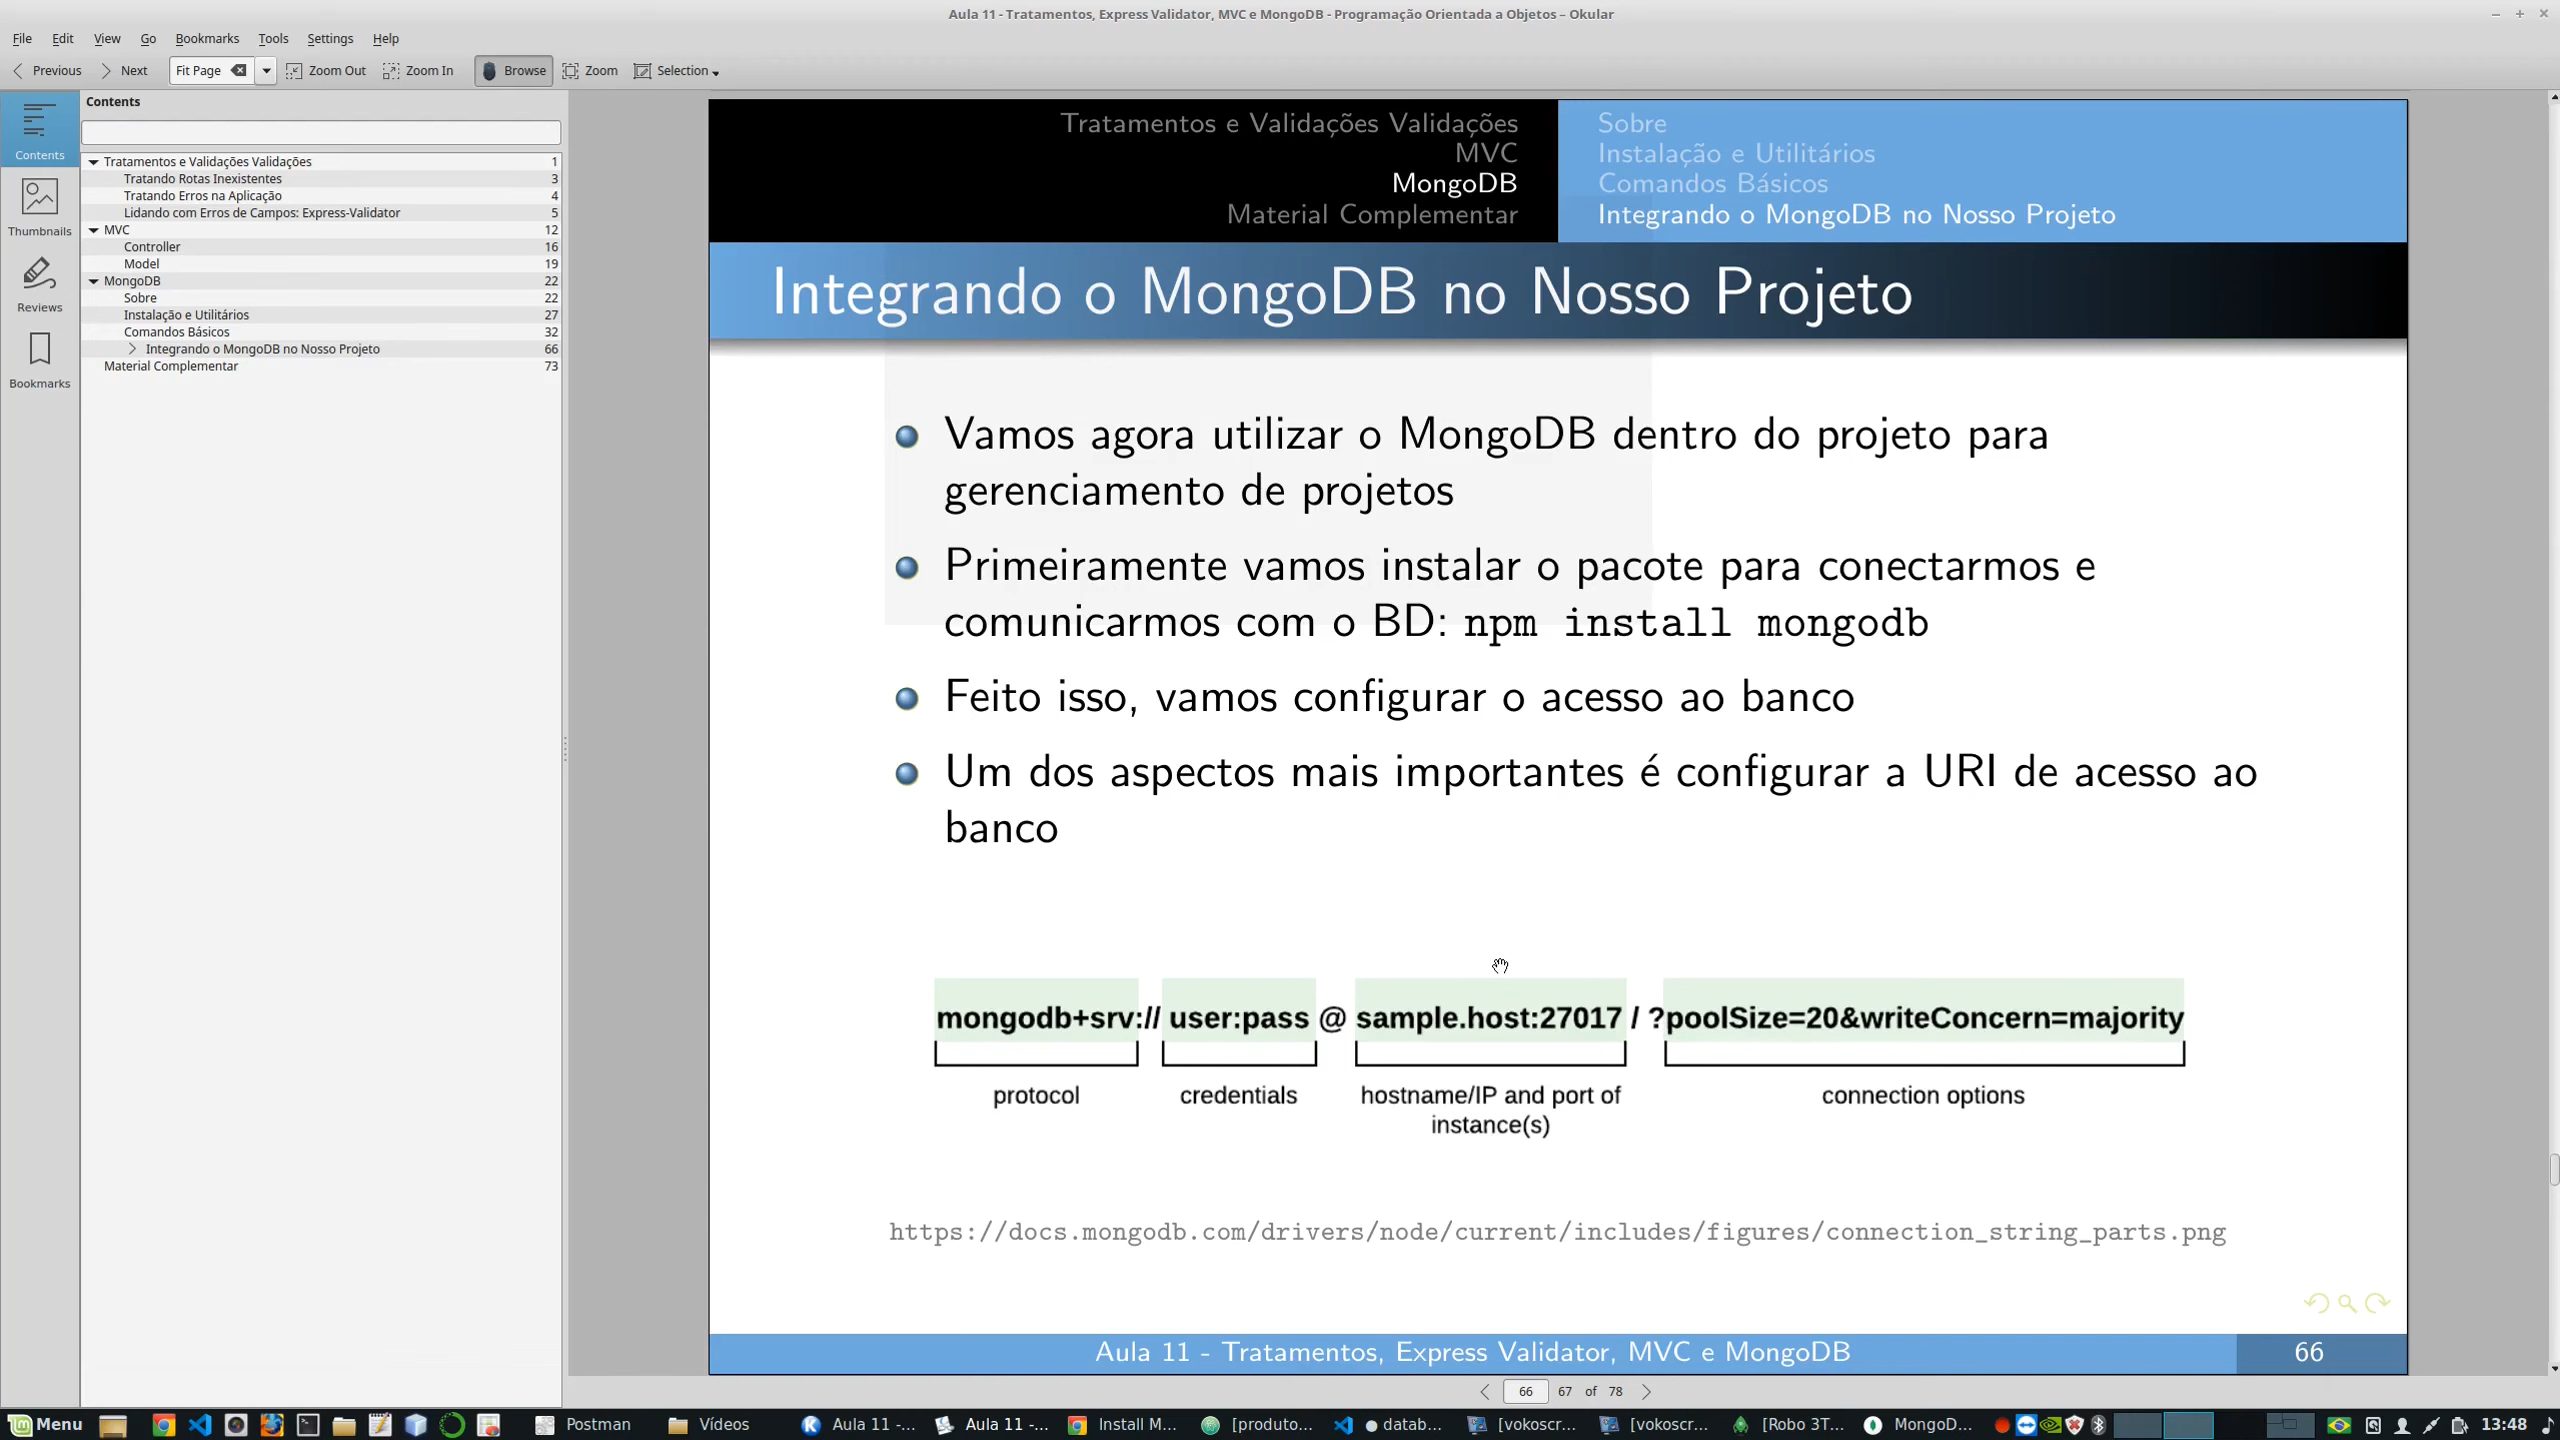 Aula 11 - Tratamentos, Express Validator, MVC e MongoDB - Programação Orientada a Objetos – Okular
File Edit View Go Bookmarks Tools Settings Help
Previous Next Fit Page Zoom Out Zoom In Browse Zoom Selection
Contents
Thumbnails
Reviews
Bookmarks
Contents
Tratamentos e Validações Validações 1
Tratando Rotas Inexistentes 3
Tratando Erros na Aplicação 4
Lidando com Erros de Campos: Express-Validator 5
MVC 12
Controller 16
Model 19
MongoDB 22
Sobre 22
Instalação e Utilitários 27
Comandos Básicos 32
Integrando o MongoDB no Nosso Projeto 66
Material Complementar 73
Tratamentos e Validações Validações
MVC
MongoDB
Material Complementar
Sobre
Instalação e Utilitários
Comandos Básicos
Integrando o MongoDB no Nosso Projeto
Integrando o MongoDB no Nosso Projeto
Vamos agora utilizar o MongoDB dentro do projeto para
gerenciamento de projetos
Primeiramente vamos instalar o pacote para conectarmos e
comunicarmos com o BD: npm install mongodb
Feito isso, vamos configurar o acesso ao banco
Um dos aspectos mais importantes é configurar a URI de acesso ao
banco
mongodb+srv:// user:pass @ sample.host:27017 / ?poolSize=20&writeConcern=majority
protocol credentials hostname/IP and port of connection options
instance(s)
https://docs.mongodb.com/drivers/node/current/includes/figures/connection_string_parts.png
Aula 11 - Tratamentos, Express Validator, MVC e MongoDB 66
66 67 of 78
Menu Postman Vídeos Aula 11 -... Aula 11 -... Install M... [produto... ● datab... [vokoscr... [vokoscr... [Robo 3T... MongoD... 13:48